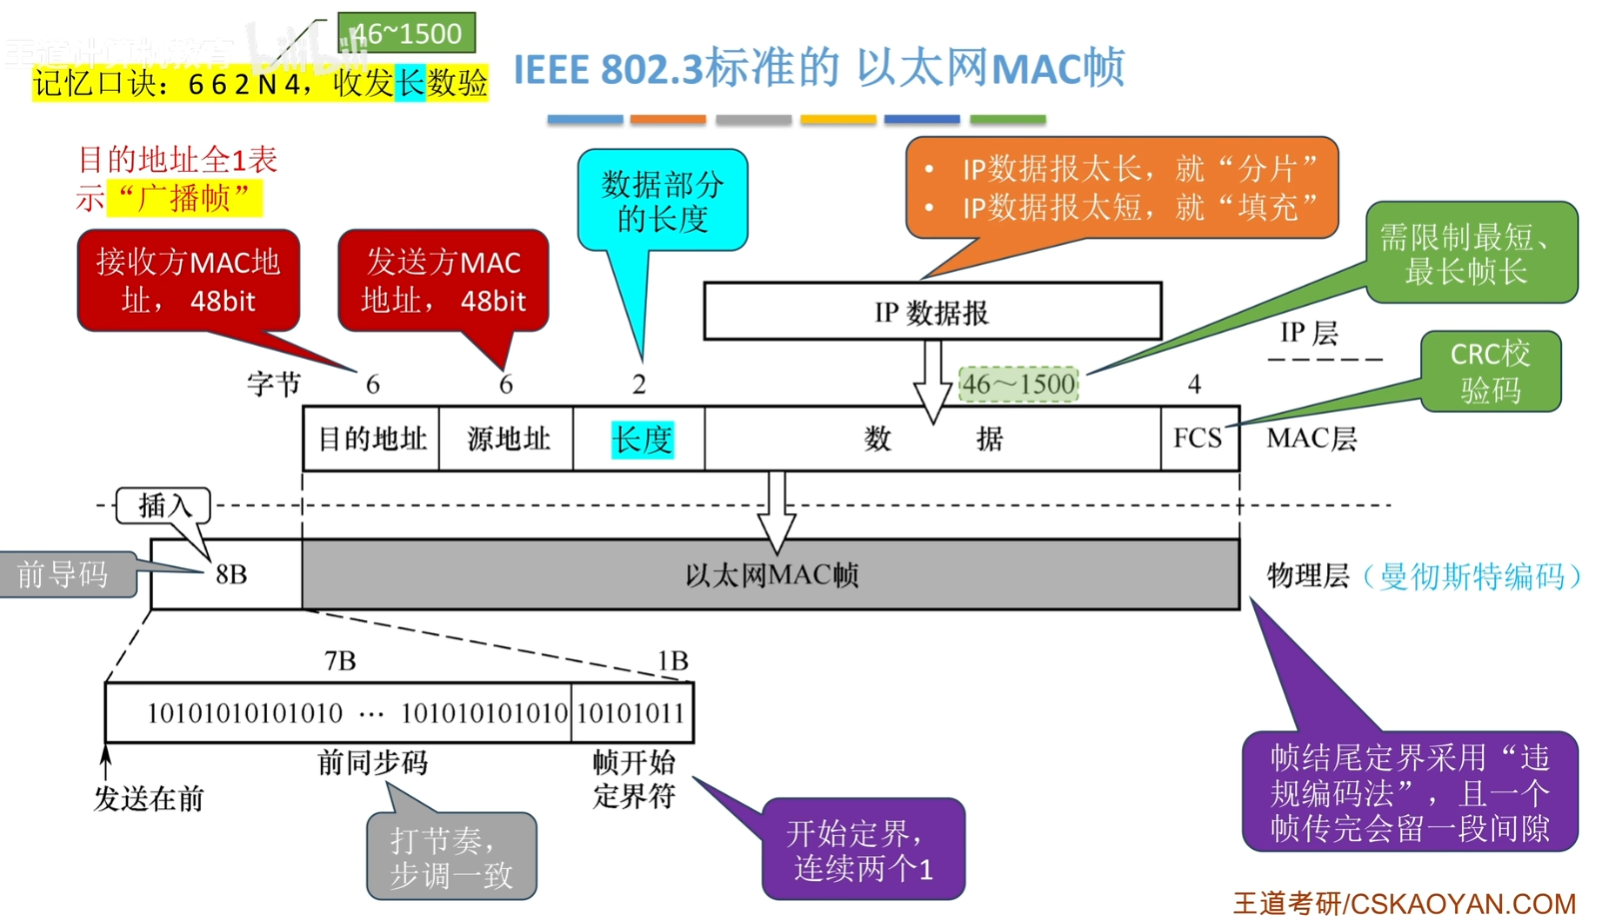 王道计算机教育 bilibili
46~1500
记忆口诀：6 6 2 N 4，收发长数验
IEEE 802.3标准的 以太网MAC帧
目的地址全1表
示“广播帧”
接收方MAC地
址， 48bit
发送方MAC
地址， 48bit
数据部分
的长度
• IP数据报太长，就“分片”
• IP数据报太短，就“填充”
需限制最短、
最长帧长
IP 数据报
IP 层
CRC校
验码
字节 6 6 2 46～1500 4
目的地址 源地址 长度 数 据 FCS MAC层
插入
前导码 8B 以太网MAC帧 物理层（曼彻斯特编码）
7B 1B
10101010101010 … 101010101010 10101011
前同步码
帧开始
定界符
发送在前
打节奏，
步调一致
开始定界，
连续两个1
帧结尾定界采用“违
规编码法”，且一个
帧传完会留一段间隙
王道考研/CSKAOYAN.COM